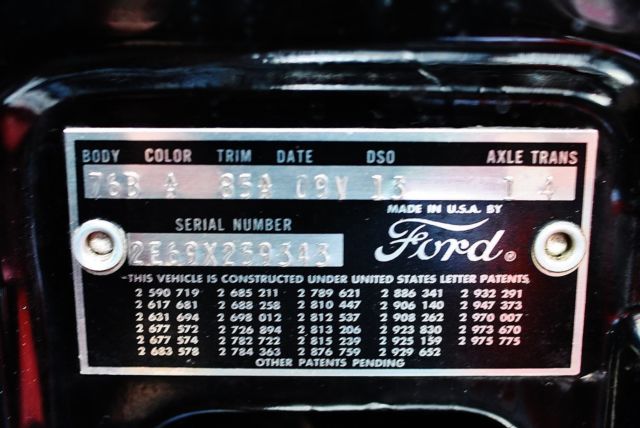 BODY COLOR TRIM DATE DSO AXLE TRANS
76B A 85A 09V 13 1 4
MADE IN U.S.A. BY
SERIAL NUMBER
Ford ®
2E69X259343
THIS VEHICLE IS CONSTRUCTED UNDER UNITED STATES LETTER PATENTS
2 590 719 2 685 211 2 789 621 2 886 341 2 932 291
2 617 681 2 688 258 2 810 447 2 906 140 2 947 373
2 631 694 2 698 012 2 812 537 2 908 262 2 970 007
2 677 572 2 726 894 2 813 206 2 923 830 2 973 670
2 677 574 2 782 722 2 815 239 2 925 159 2 975 775
2 683 578 2 784 363 2 876 759 2 929 652
OTHER PATENTS PENDING